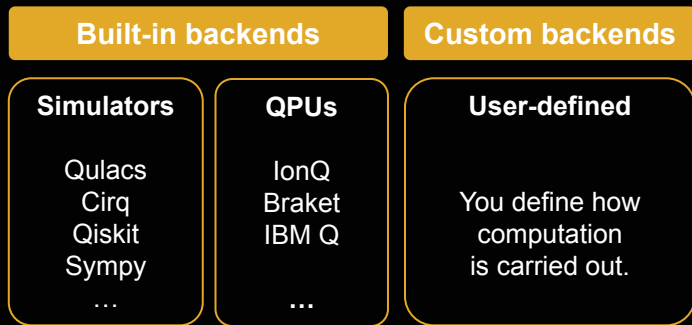 Built-in backends
Custom backends
Simulators
Qulacs
Cirq
Qiskit
Sympy
…
QPUs
IonQ
Braket
IBM Q
...
User-defined
You define how
computation
is carried out.